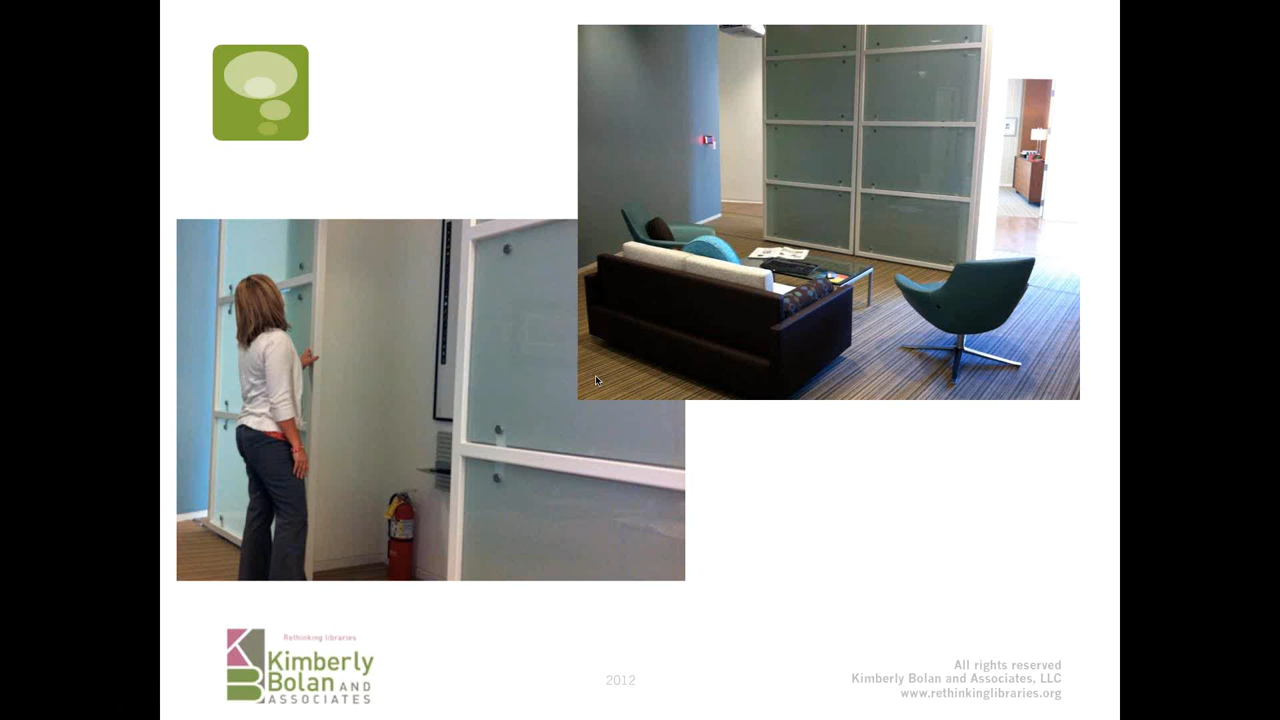 Rethinking libraries
Kimberly
Bolan AND
ASSOCIATES
2012
All rights reserved
Kimberly Bolan and Associates, LLC
www.rethinkinglibraries.org